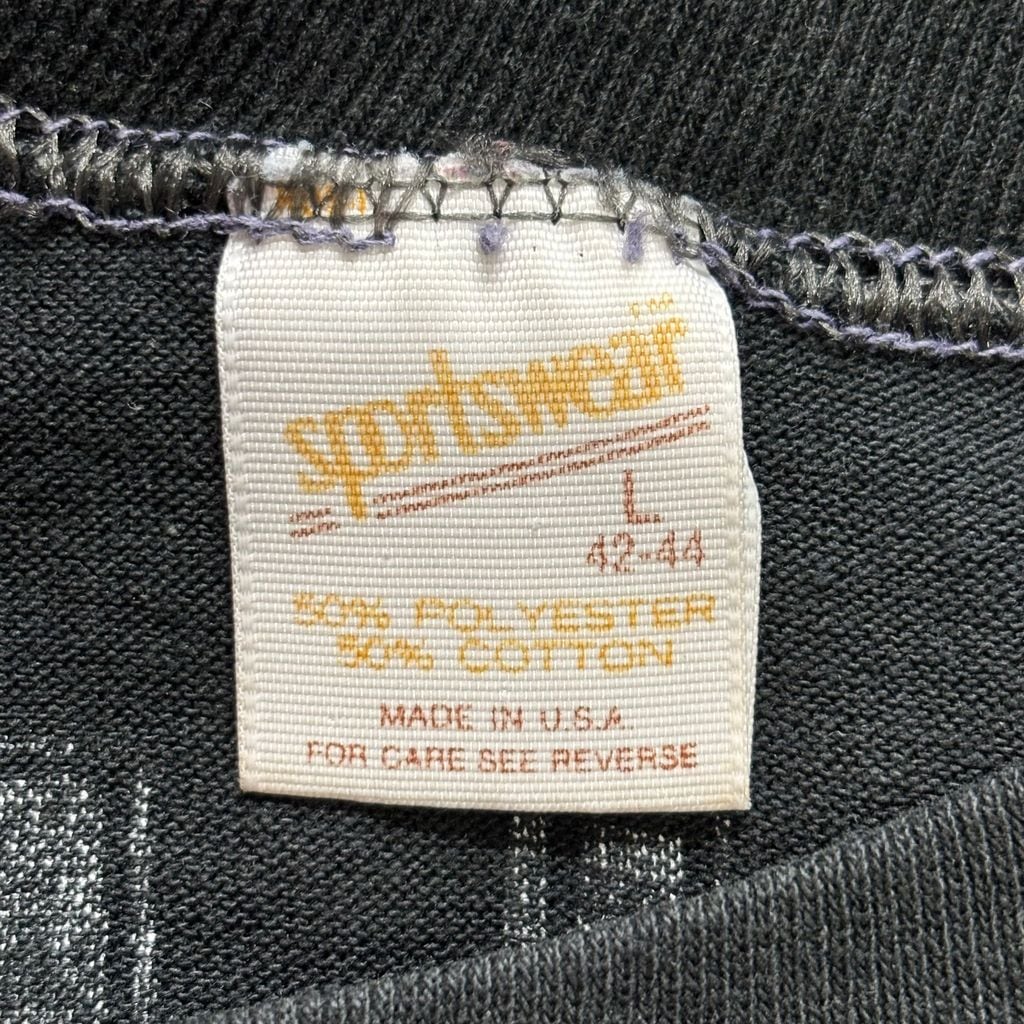 sportswear
L
42-44
50% POLYESTER
50% COTTON
MADE IN U.S.A.
FOR CARE SEE REVERSE